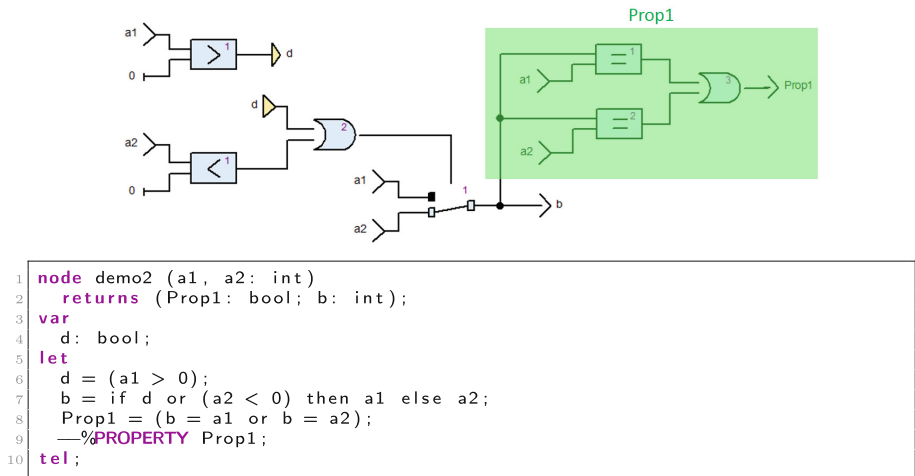 Prop1
a1
>
1
d
0
d
2
a2
<
1
0
a1
a2
1
b
=
1
a1
3
Prop1
=
2
a2
1 node demo2 (a1, a2: int)
2 returns (Prop1: bool; b: int);
3 var
4 d: bool;
5 let
6 d = (a1 > 0);
7 b = if d or (a2 < 0) then a1 else a2;
8 Prop1 = (b = a1 or b = a2);
9 —%PROPERTY Prop1;
10 tel;